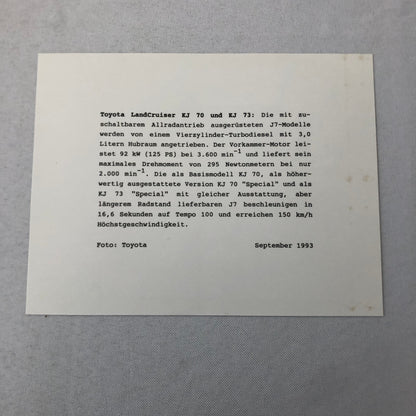 Toyota LandCruiser KJ 70 und KJ 73: Die mit zu-
schaltbarem Allradantrieb ausgerüsteten J7-Modelle
werden von einem Vierzylinder-Turbodiesel mit 3,0
Litern Hubraum angetrieben. Der Vorkammer-Motor lei-
stet 92 kW (125 PS) bei 3.600 min⁻¹ und liefert sein
maximales Drehmoment von 295 Newtonmetern bei nur
2.000 min⁻¹. Die als Basismodell KJ 70, als höher-
wertig ausgestattete Version KJ 70 "Special" und als
KJ 73 "Special" mit gleicher Ausstattung, aber
längerem Radstand lieferbaren J7 beschleunigen in
16,6 Sekunden auf Tempo 100 und erreichen 150 km/h
Höchstgeschwindigkeit.
Foto: Toyota September 1993